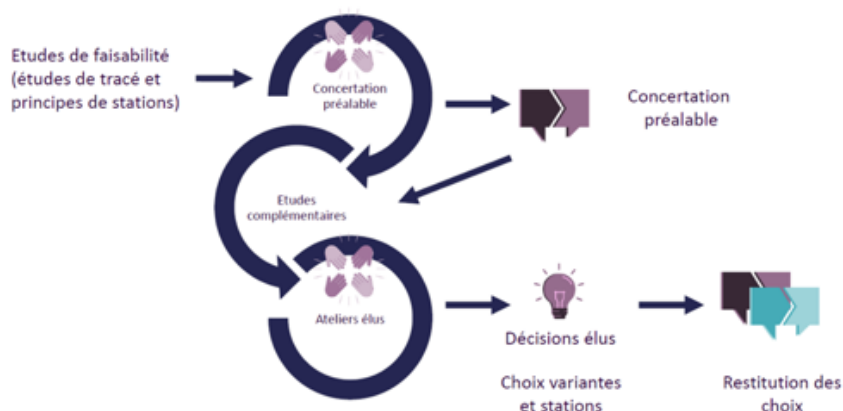 Etudes de faisabilité
(études de tracé et
principes de stations)
Concertation
préalable
Concertation
préalable
Etudes
complémentaires
Ateliers élus
Décisions élus
Choix variantes
et stations
Restitution des
choix